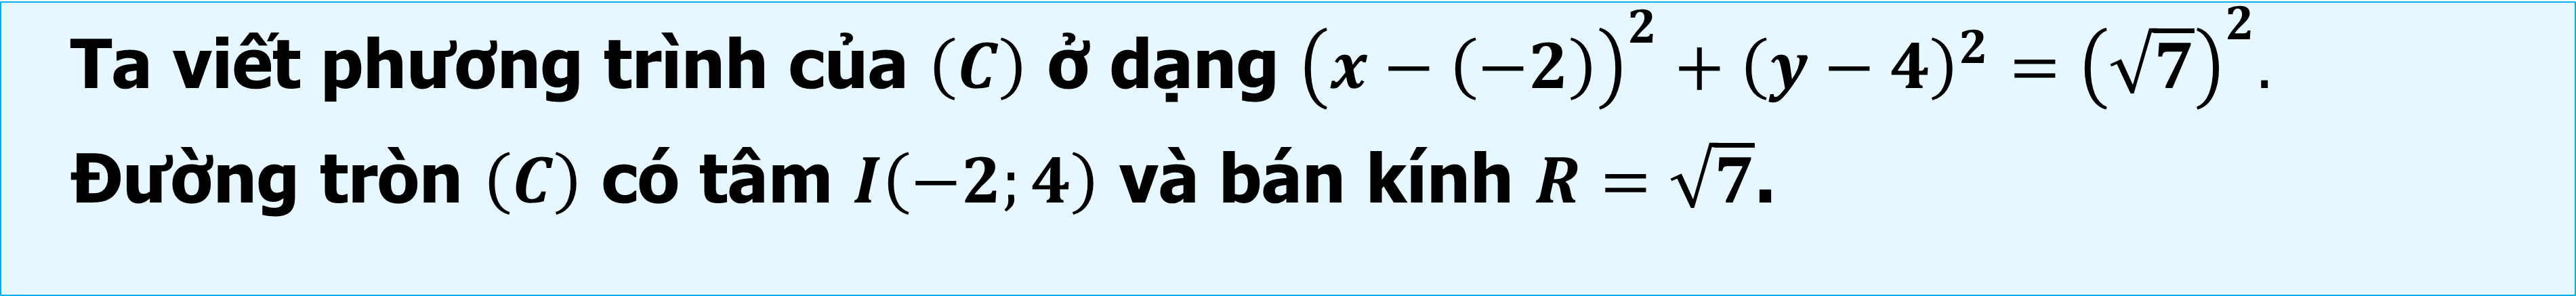 Ta viết phương trình của (C) ở dạng (x − (−2))² + (y − 4)² = (√7)².
Đường tròn (C) có tâm I(−2; 4) và bán kính R = √7.